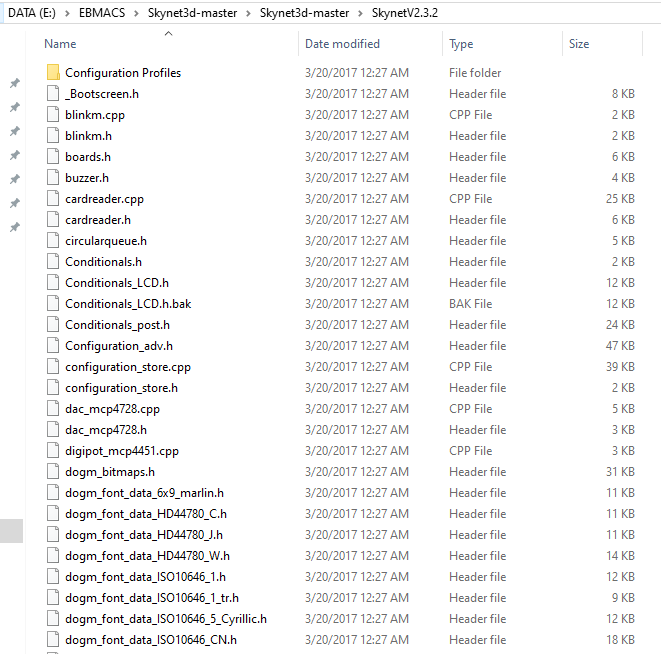 DATA (E:) > EBMACS > Skynet3d-master > Skynet3d-master > SkynetV2.3.2
Name Date modified Type Size
Configuration Profiles 3/20/2017 12:27 AM File folder
_Bootscreen.h 3/20/2017 12:27 AM Header file 8 KB
blinkm.cpp 3/20/2017 12:27 AM CPP File 2 KB
blinkm.h 3/20/2017 12:27 AM Header file 2 KB
boards.h 3/20/2017 12:27 AM Header file 6 KB
buzzer.h 3/20/2017 12:27 AM Header file 4 KB
cardreader.cpp 3/20/2017 12:27 AM CPP File 25 KB
cardreader.h 3/20/2017 12:27 AM Header file 6 KB
circularqueue.h 3/20/2017 12:27 AM Header file 5 KB
Conditionals.h 3/20/2017 12:27 AM Header file 2 KB
Conditionals_LCD.h 3/20/2017 12:27 AM Header file 12 KB
Conditionals_LCD.h.bak 3/20/2017 12:27 AM BAK File 12 KB
Conditionals_post.h 3/20/2017 12:27 AM Header file 24 KB
Configuration_adv.h 3/20/2017 12:27 AM Header file 47 KB
configuration_store.cpp 3/20/2017 12:27 AM CPP File 39 KB
configuration_store.h 3/20/2017 12:27 AM Header file 2 KB
dac_mcp4728.cpp 3/20/2017 12:27 AM CPP File 5 KB
dac_mcp4728.h 3/20/2017 12:27 AM Header file 3 KB
digipot_mcp4451.cpp 3/20/2017 12:27 AM CPP File 3 KB
dogm_bitmaps.h 3/20/2017 12:27 AM Header file 31 KB
dogm_font_data_6x9_marlin.h 3/20/2017 12:27 AM Header file 11 KB
dogm_font_data_HD44780_C.h 3/20/2017 12:27 AM Header file 11 KB
dogm_font_data_HD44780_J.h 3/20/2017 12:27 AM Header file 11 KB
dogm_font_data_HD44780_W.h 3/20/2017 12:27 AM Header file 14 KB
dogm_font_data_ISO10646_1.h 3/20/2017 12:27 AM Header file 12 KB
dogm_font_data_ISO10646_1_tr.h 3/20/2017 12:27 AM Header file 9 KB
dogm_font_data_ISO10646_5_Cyrillic.h 3/20/2017 12:27 AM Header file 12 KB
dogm_font_data_ISO10646_CN.h 3/20/2017 12:27 AM Header file 18 KB